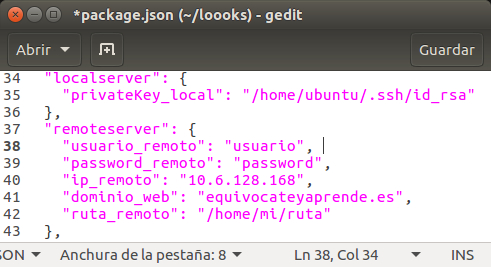 *package.json (~/loooks) - gedit
Abrir
Guardar
34 "localserver": {
35 "privateKey_local": "/home/ubuntu/.ssh/id_rsa"
36 },
37 "remoteserver": {
38 "usuario_remoto": "usuario",
39 "password_remoto": "password",
40 "ip_remoto": "10.6.128.168",
41 "dominio_web": "equivocateyaprende.es",
42 "ruta_remoto": "/home/mi/ruta"
43 },
SON Anchura de la pestaña: 8 Ln 38, Col 34 INS